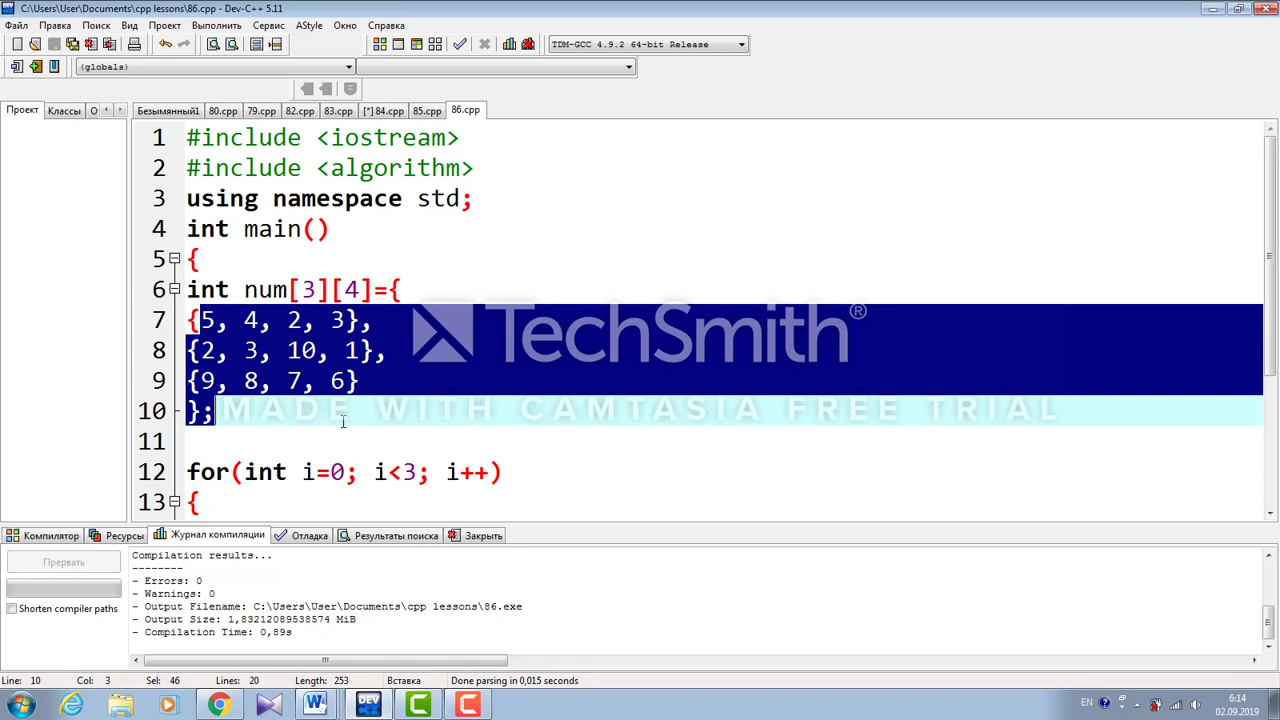 C:\Users\User\Documents\cpp lessons\86.cpp - Dev-C++ 5.11
Файл Правка Поиск Вид Проект Выполнить Сервис AStyle Окно Справка
TDM-GCC 4.9.2 64-bit Release
(globals)
Проект Классы О Безымянный1 80.cpp 79.cpp 82.cpp 83.cpp [*] 84.cpp 85.cpp 86.cpp
1 #include <iostream>
2 #include <algorithm>
3 using namespace std;
4 int main()
5 {
6 int num[3][4]={
7 {5, 4, 2, 3},
8 {2, 3, 10, 1},
9 {9, 8, 7, 6}
10 };
11
12 for(int i=0; i<3; i++)
13 {
TechSmith®
MADE WITH CAMTASIA FREE TRIAL
Компилятор Ресурсы Журнал компиляции Отладка Результаты поиска Закрыть
Прервать
Shorten compiler paths
Compilation results...
--------
- Errors: 0
- Warnings: 0
- Output Filename: C:\Users\User\Documents\cpp lessons\86.exe
- Output Size: 1,83212089538574 MiB
- Compilation Time: 0,89s
Line: 10 Col: 3 Sel: 46 Lines: 20 Length: 253 Вставка Done parsing in 0,015 seconds
EN 6:14
02.09.2019